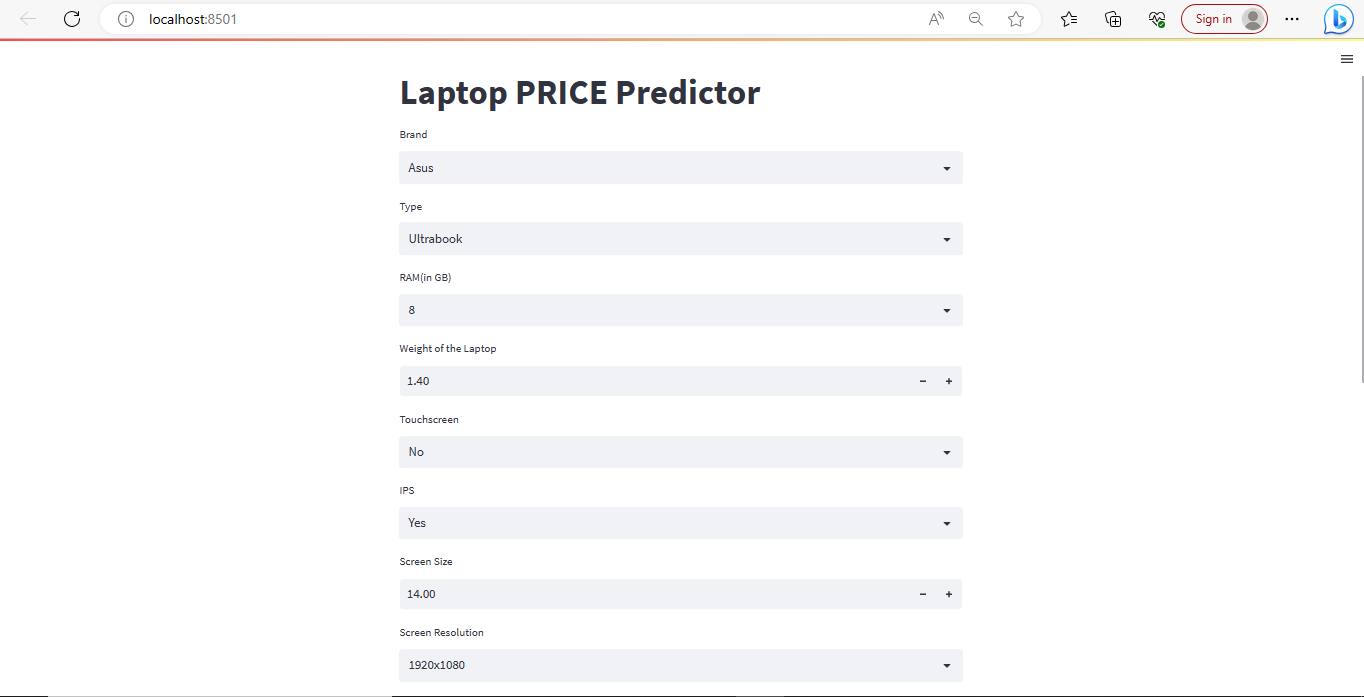 localhost:8501
Sign in
Laptop PRICE Predictor
Brand
Asus
Type
Ultrabook
RAM(in GB)
8
Weight of the Laptop
1.40
Touchscreen
No
IPS
Yes
Screen Size
14.00
Screen Resolution
1920x1080